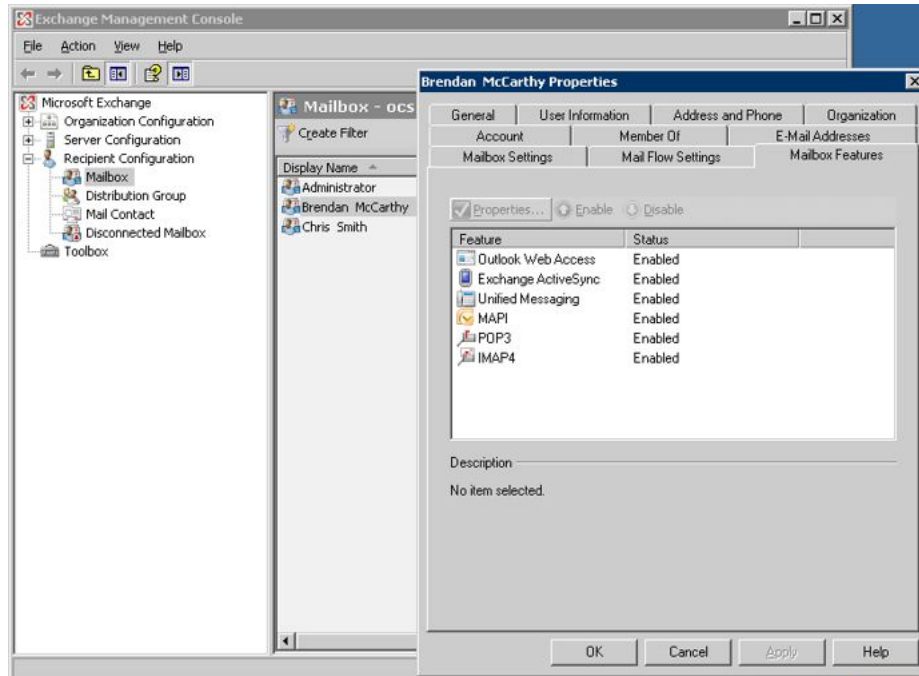 Exchange Management Console
File Action View Help
Microsoft Exchange
Organization Configuration
Server Configuration
Recipient Configuration
Mailbox
Distribution Group
Mail Contact
Disconnected Mailbox
Toolbox
Mailbox - ocs
Create Filter
Display Name
Administrator
Brendan McCarthy
Chris Smith
Brendan McCarthy Properties
General User Information Address and Phone Organization
Account Member Of E-Mail Addresses
Mailbox Settings Mail Flow Settings Mailbox Features
Properties... Enable Disable
Feature Status
Outlook Web Access Enabled
Exchange ActiveSync Enabled
Unified Messaging Enabled
MAPI Enabled
POP3 Enabled
IMAP4 Enabled
Description
No item selected.
OK Cancel Apply Help